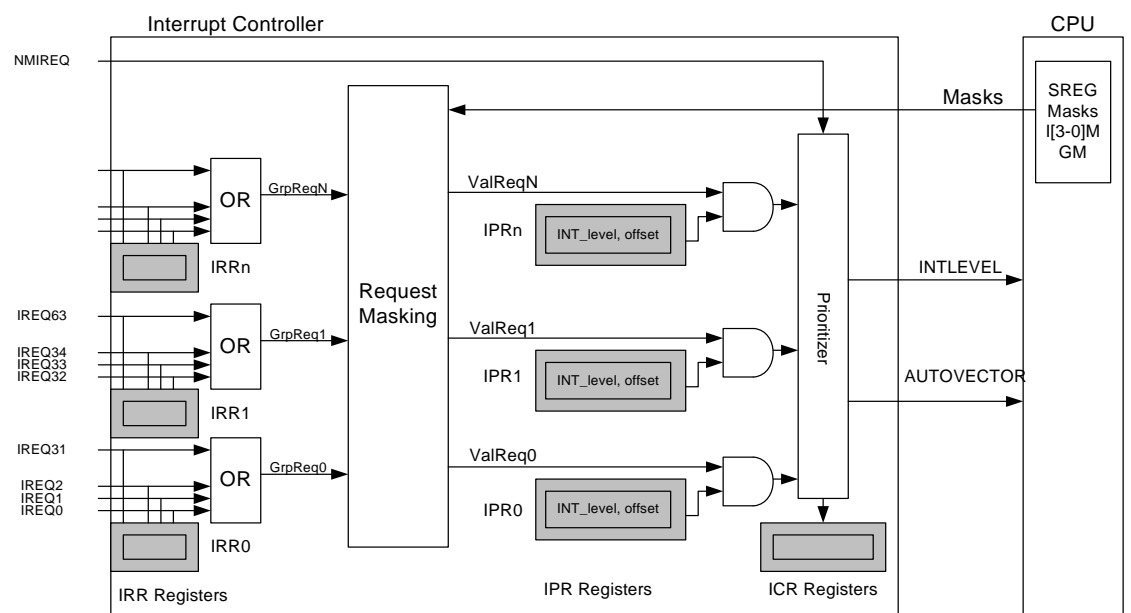 Interrupt Controller
CPU
NMIREQ
Masks
SREG
Masks
I[3-0]M
GM
OR
GrpReqN
ValReqN
IPRn
INT_level, offset
IRRn
INTLEVEL
Request
Masking
Prioritizer
IREQ63
OR
GrpReq1
ValReq1
IREQ34
IREQ33
IREQ32
IPR1
INT_level, offset
AUTOVECTOR
IRR1
IREQ31
OR
GrpReq0
ValReq0
IREQ2
IREQ1
IREQ0
IPR0
INT_level, offset
IRR0
IRR Registers
IPR Registers
ICR Registers